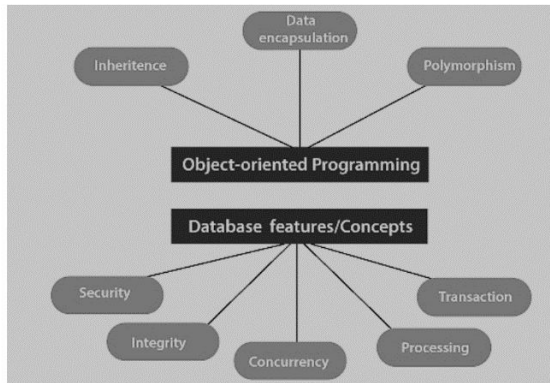 Data
encapsulation
Inheritence
Polymorphism
Object-oriented Programming
Database features/Concepts
Security
Transaction
Integrity
Processing
Concurrency